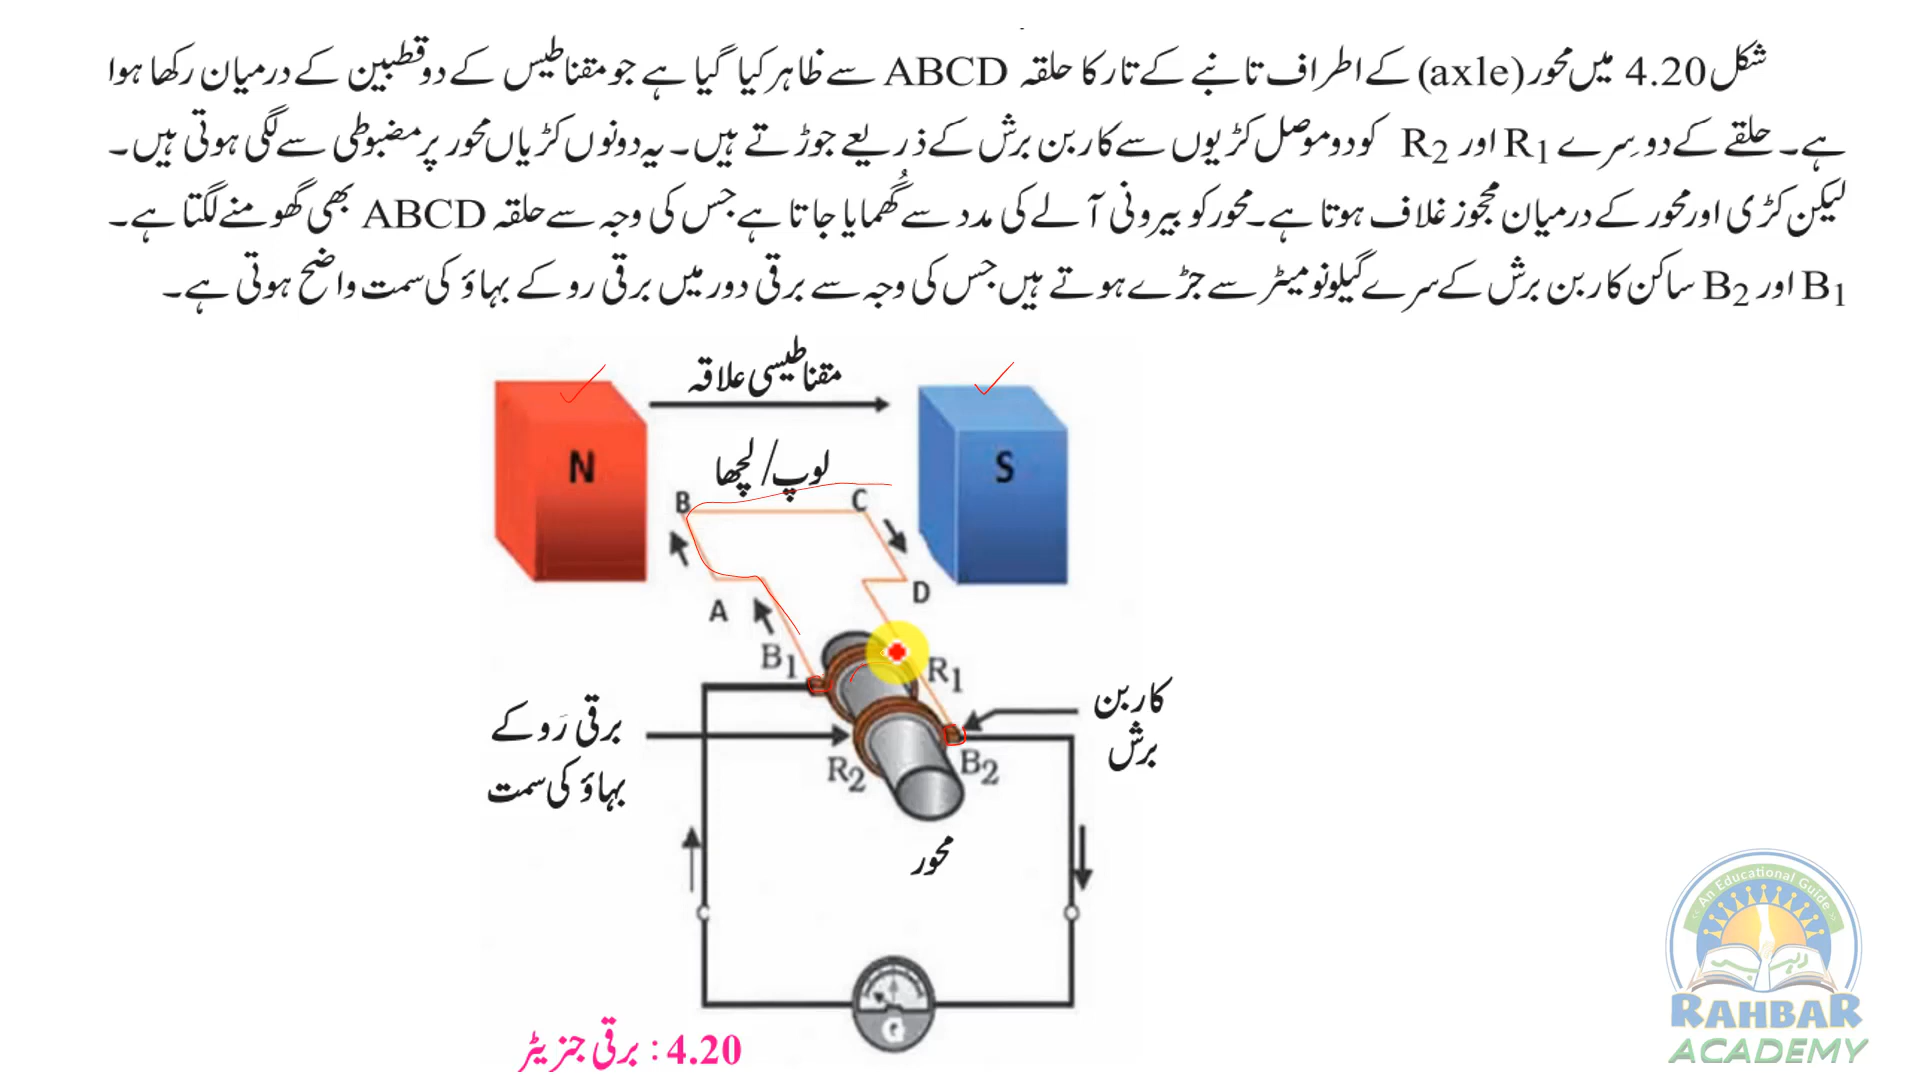 شکل 4.20 میں محور (axle) کے اطراف تانبے کے تار کا حلقہ ABCD سے ظاہر کیا گیا ہے جو مقناطیس کے دو قطبین کے درمیان رکھا ہوا
ہے۔ حلقے کے دو سِرے R1 اور R2 کو دو موصل کڑیوں سے کاربن برش کے ذریعے جوڑتے ہیں۔ یہ دونوں کڑیاں محور پر مضبوطی سے لگی ہوتی ہیں۔
لیکن کڑی اور محور کے درمیان مجوز غلاف ہوتا ہے۔ محور کو بیرونی آلے کی مدد سے گُھمایا جاتا ہے جس کی وجہ سے حلقہ ABCD بھی گھومنے لگتا ہے۔
B1 اور B2 ساکن کاربن برش کے سرے گیلونومیٹر سے جڑے ہوتے ہیں جس کی وجہ سے برقی دور میں برقی رو کے بہاؤ کی سمت واضح ہوتی ہے۔
مقناطیسی علاقہ
N
S
لوپ/لچھا
B
C
A
D
B1
R1
کاربن
برش
برقی رَو کے
بہاؤ کی سمت
R2
B2
محور
G
4.20 : برقی جنریٹر
An Educational Guide
رہبر
RAHBAR
ACADEMY